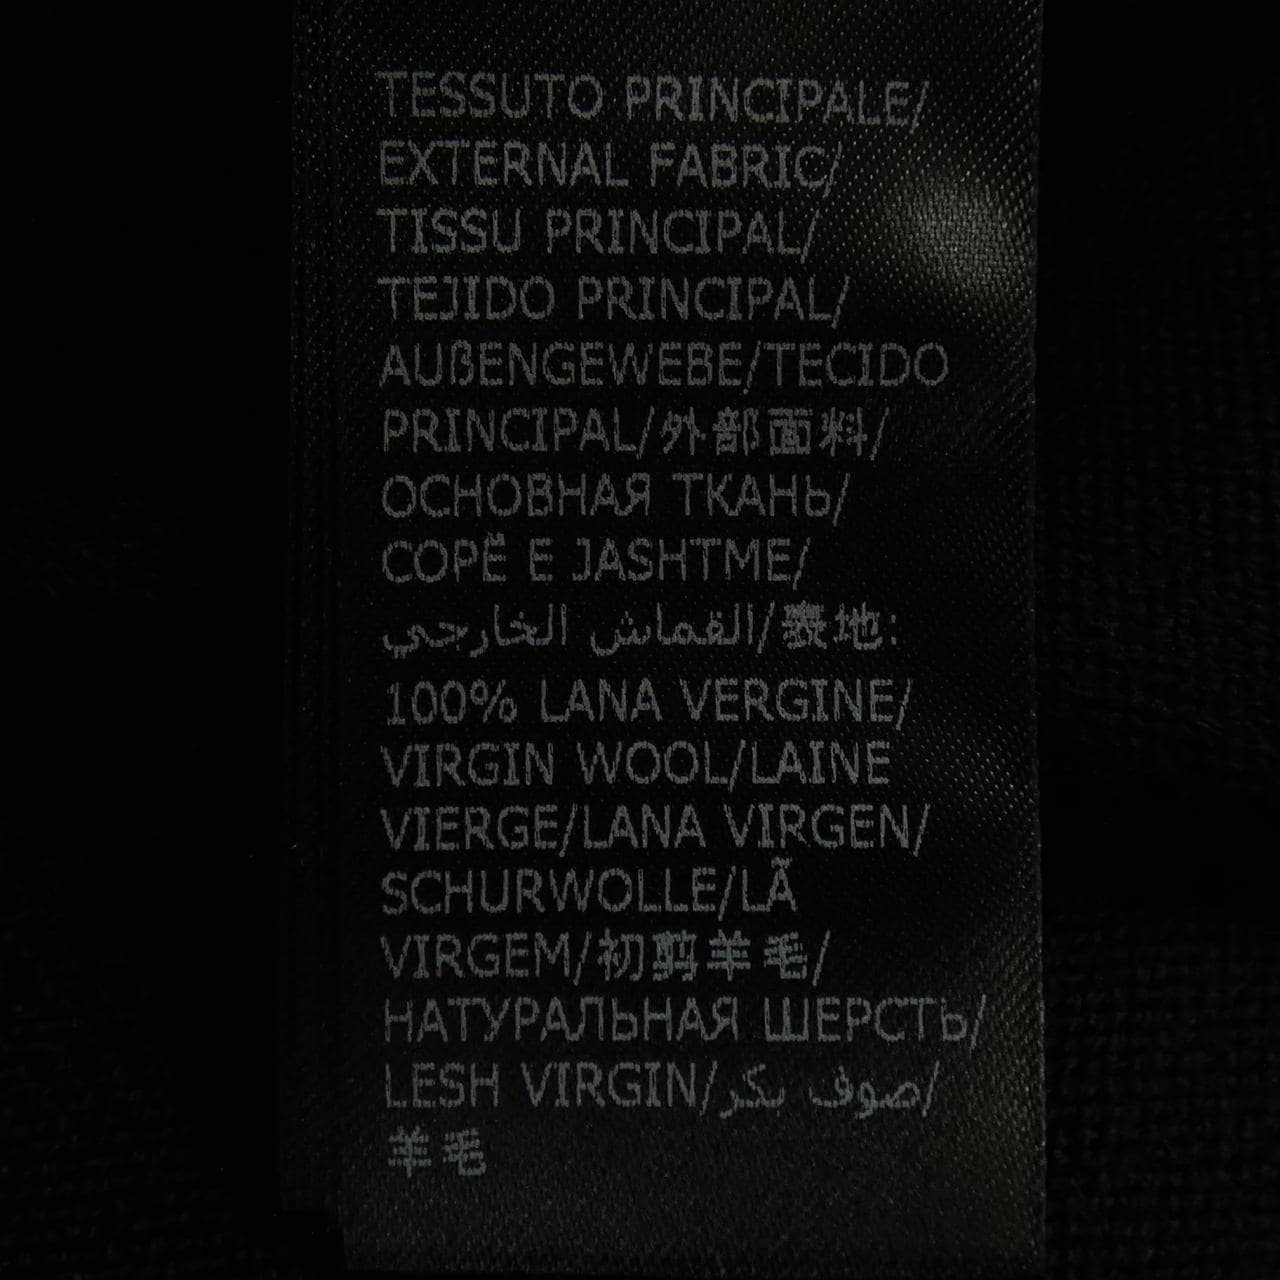 TESSUTO PRINCIPALE/
EXTERNAL FABRIC/
TISSU PRINCIPAL/
TEJIDO PRINCIPAL/
AUßENGEWEBE/TECIDO
PRINCIPAL/外部面料/
ОСНОВНАЯ ТКАНЬ/
COPË E JASHTME/
القماش الخارجي/表地:
100% LANA VERGINE/
VIRGIN WOOL/LAINE
VIERGE/LANA VIRGEN/
SCHURWOLLE/LÃ
VIRGEM/初剪羊毛/
НАТУРАЛЬНАЯ ШЕРСТЬ/
LESH VIRGIN/صوف بكر/
羊毛